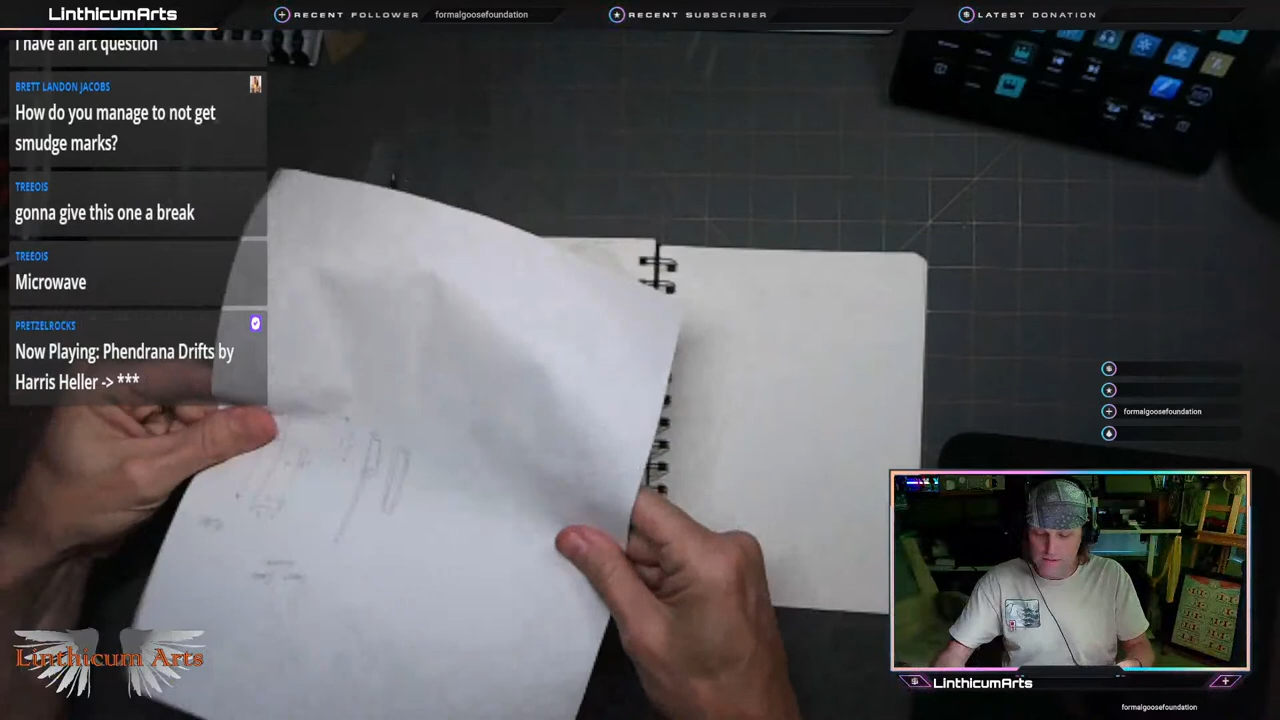 LinthicumArts
RECENT FOLLOWER
formalgoosefoundation
RECENT SUBSCRIBER
LATEST DONATION
I have an art question
BRETT LANDON JACOBS
How do you manage to not get
smudge marks?
TREEOIS
gonna give this one a break
TREEOIS
Microwave
PRETZELROCKS
Now Playing: Phendrana Drifts by
Harris Heller -> ***
formalgoosefoundation
Linthicum Arts
LinthicumArts
formalgoosefoundation